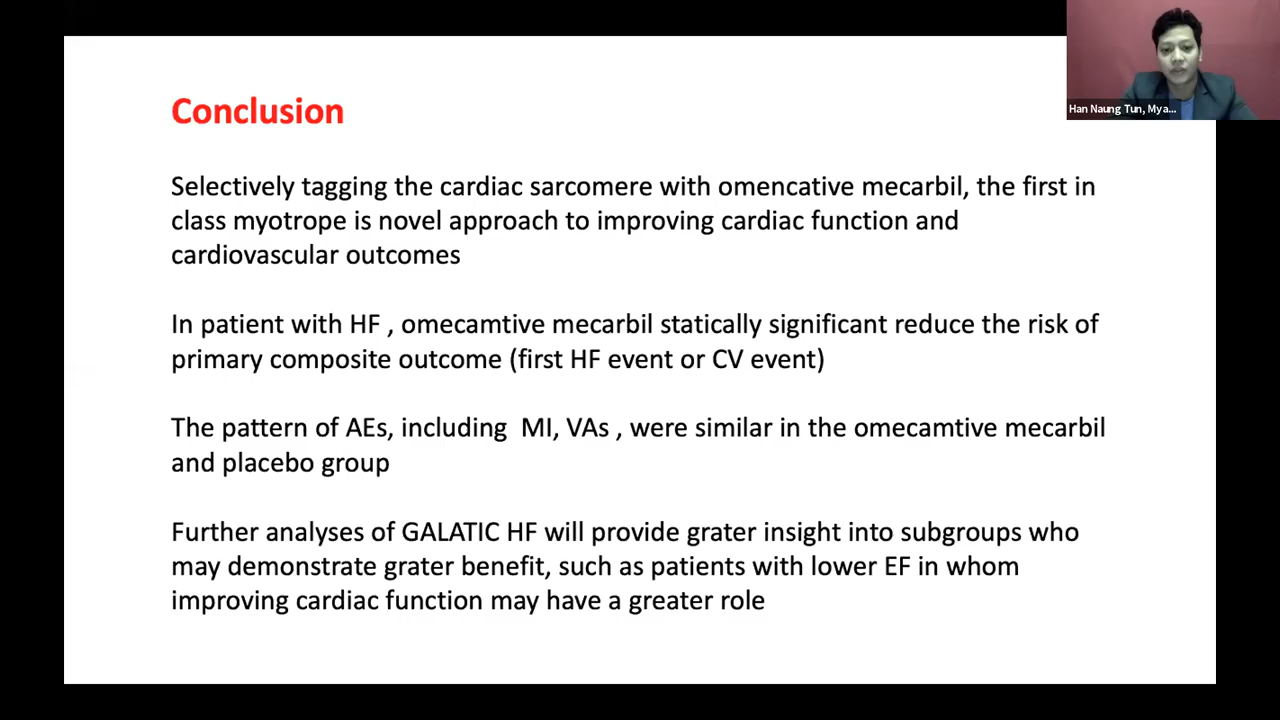 Conclusion
Selectively tagging the cardiac sarcomere with omencative mecarbil, the first in
class myotrope is novel approach to improving cardiac function and
cardiovascular outcomes
In patient with HF , omecamtive mecarbil statically significant reduce the risk of
primary composite outcome (first HF event or CV event)
The pattern of AEs, including  MI, VAs , were similar in the omecamtive mecarbil
and placebo group
Further analyses of GALATIC HF will provide grater insight into subgroups who
may demonstrate grater benefit, such as patients with lower EF in whom
improving cardiac function may have a greater role
Han Naung Tun, Mya...